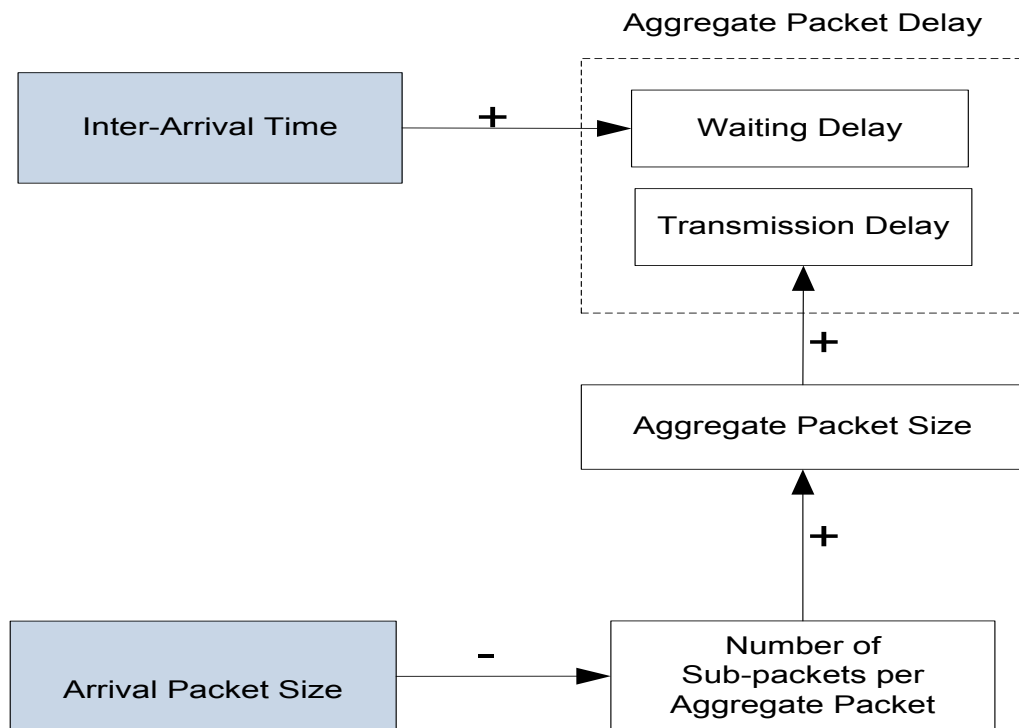 Aggregate Packet Delay
Inter-Arrival Time
+
Waiting Delay
Transmission Delay
+
Aggregate Packet Size
+
Arrival Packet Size
-
Number of
Sub-packets per
Aggregate Packet